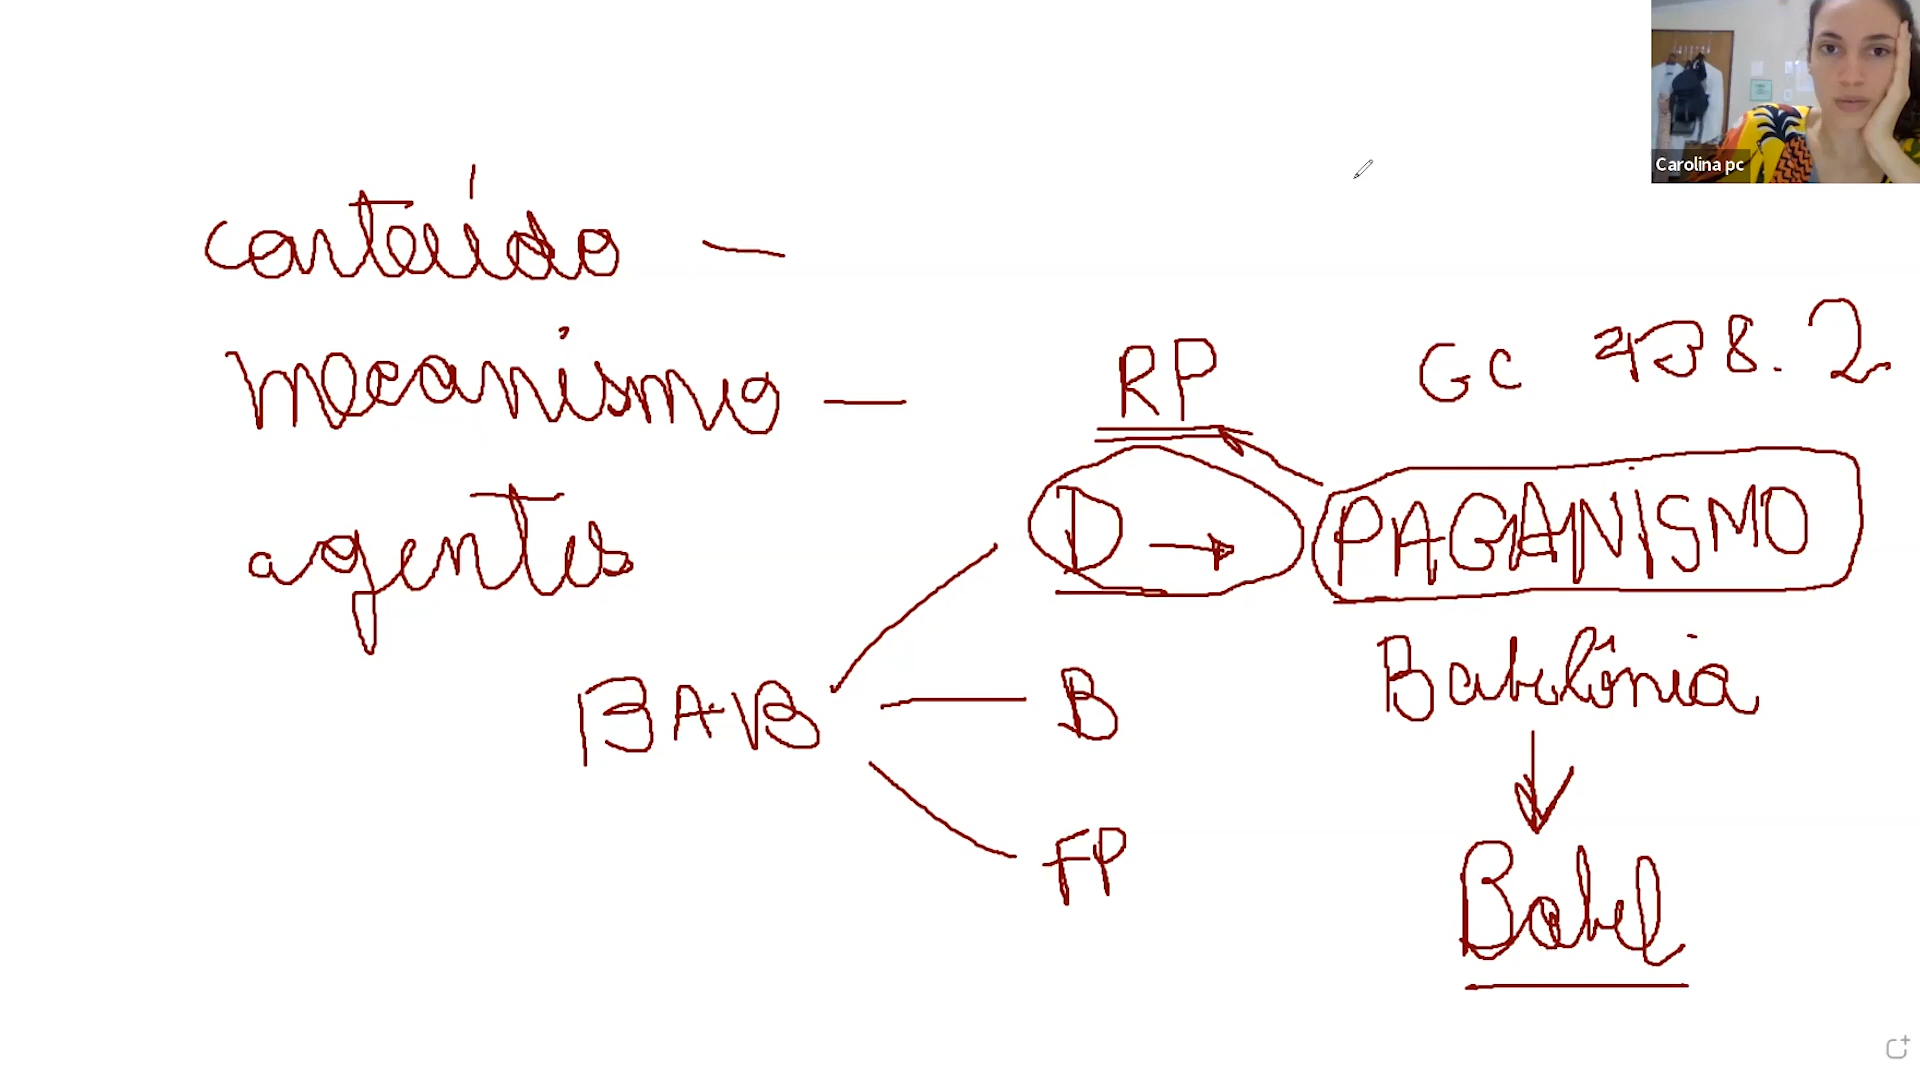 Carolina pc
conteúdo —
mecanismo —
agentes
RP GC 438.2
D → PAGANISMO
BAB B Babilônia
FP Babel